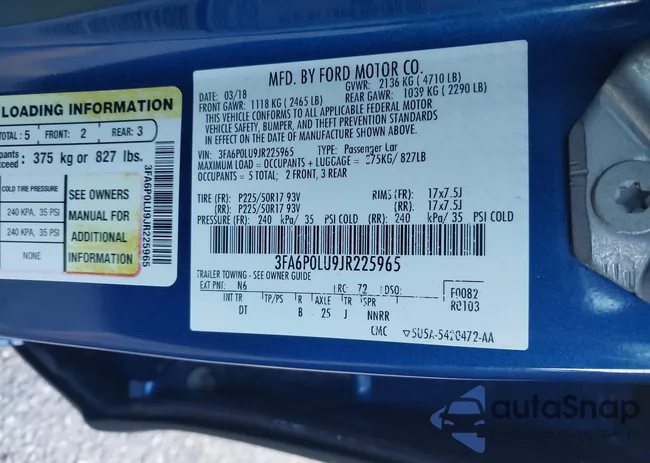 LOADING INFORMATION
TOTAL: 5 FRONT: 2 REAR: 3
375 kg or 827 lbs.
COLD TIRE PRESSURE
240 KPA, 35 PSI
240 KPA, 35 PSI
NONE
SEE OWNERS
MANUAL FOR
ADDITIONAL
INFORMATION
3FA6P0LU9JR225965
MFD. BY FORD MOTOR CO.
DATE: 03/18 GVWR: 2136 KG (4710 LB)
FRONT GAWR: 1118 KG (2465 LB) REAR GAWR: 1039 KG (2290 LB)
THIS VEHICLE CONFORMS TO ALL APPLICABLE FEDERAL MOTOR
VEHICLE SAFETY, BUMPER, AND THEFT PREVENTION STANDARDS
IN EFFECT ON THE DATE OF MANUFACTURE SHOWN ABOVE.
VIN: 3FA6P0LU9JR225965 TYPE: Passenger Car
MAXIMUM LOAD = OCCUPANTS + LUGGAGE = 375KG/ 827LB
OCCUPANTS = 5 TOTAL: 2 FRONT, 3 REAR
TIRE (FR): P225/50R17 93V RIMS (FR): 17x7.5J
(RR): P225/50R17 93V (RR): 17x7.5J
PRESSURE (FR): 240 kPa/ 35 PSI COLD (RR): 240 kPa/ 35 PSI COLD
3FA6P0LU9JR225965
TRAILER TOWING - SEE OWNER GUIDE
EXT PNT: N6 RC: 72 DSO: F0082
INT TR TP/PS R AXLE TR SPR R0103
DT B 25 J NNRR
CMC
autoSnap